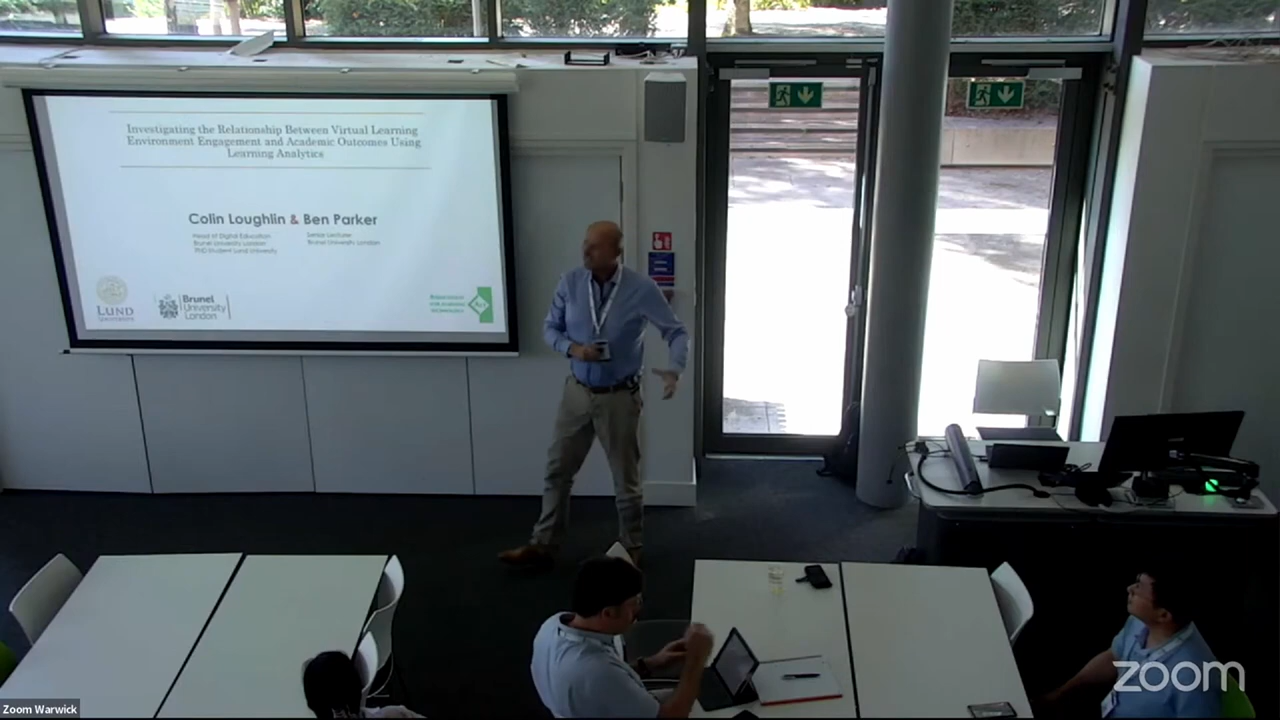 Investigating the Relationship Between Virtual Learning
Environment Engagement and Academic Outcomes Using
Learning Analytics
Colin Loughlin & Ben Parker
Head of Digital Education
Senior Lecturer
Brunel University London
Brunel University London
PhD Student Lund University
LUND
Brunel
University
London
zoom
Zoom Warwick